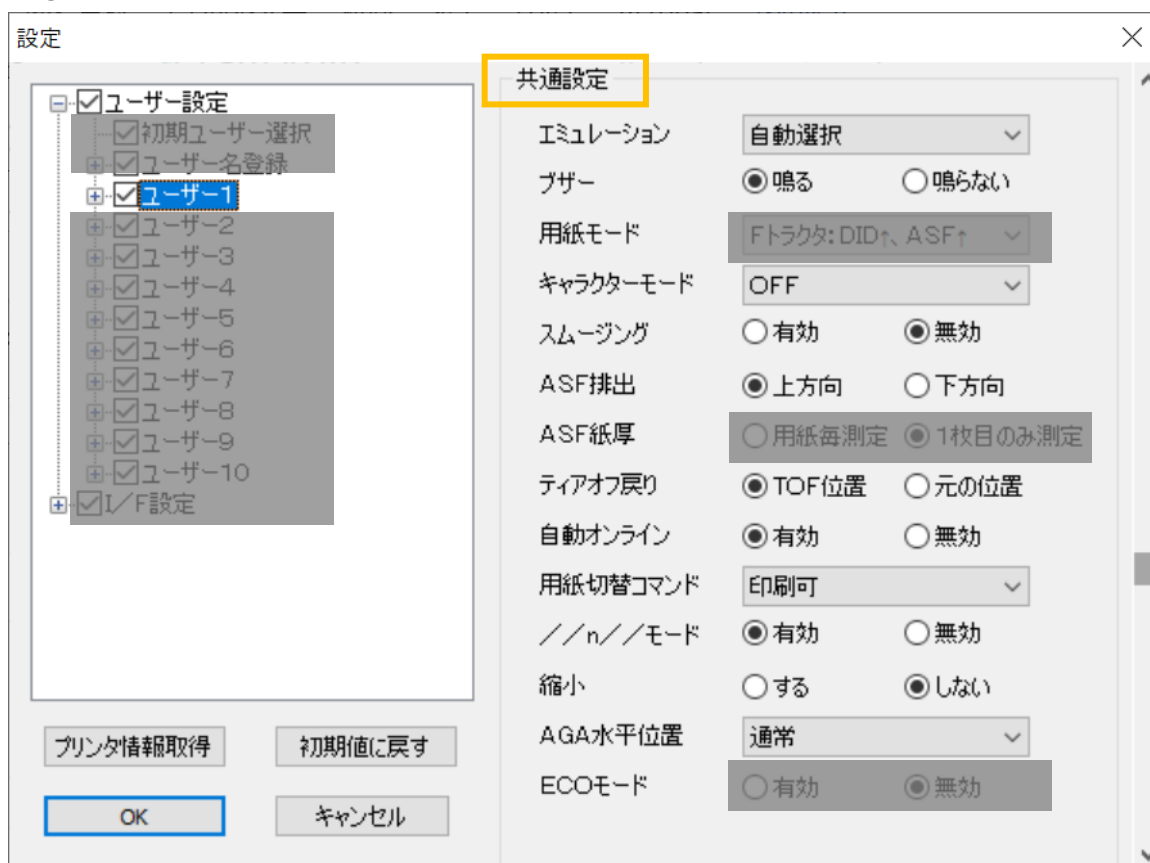 設定
ユーザー設定
初期ユーザー選択
ユーザー名登録
ユーザー1
ユーザー2
ユーザー3
ユーザー4
ユーザー5
ユーザー6
ユーザー7
ユーザー8
ユーザー9
ユーザー10
I/F設定
プリンタ情報取得
初期値に戻す
OK
キャンセル
共通設定
エミュレーション 自動選択
ブザー 鳴る 鳴らない
用紙モード Fトラクタ:DID↑、ASF↑
キャラクターモード OFF
スムージング 有効 無効
ASF排出 上方向 下方向
ASF紙厚 用紙毎測定 1枚目のみ測定
ティアオフ戻り TOF位置 元の位置
自動オンライン 有効 無効
用紙切替コマンド 印刷可
//n//モード 有効 無効
縮小 する しない
AGA水平位置 通常
ECOモード 有効 無効